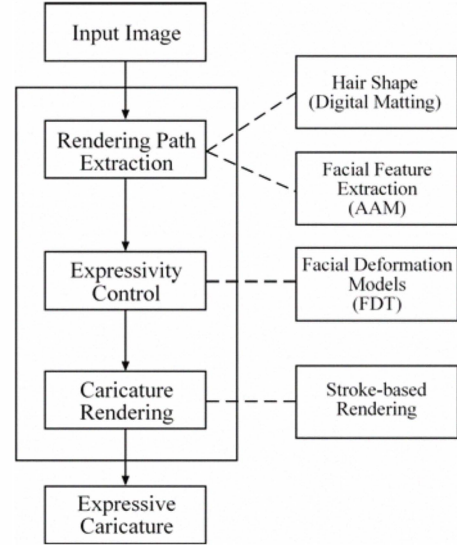 Input Image
Rendering Path
Extraction
Hair Shape
(Digital Matting)
Facial Feature
Extraction
(AAM)
Expressivity
Control
Facial Deformation
Models
(FDT)
Caricature
Rendering
Stroke-based
Rendering
Expressive
Caricature